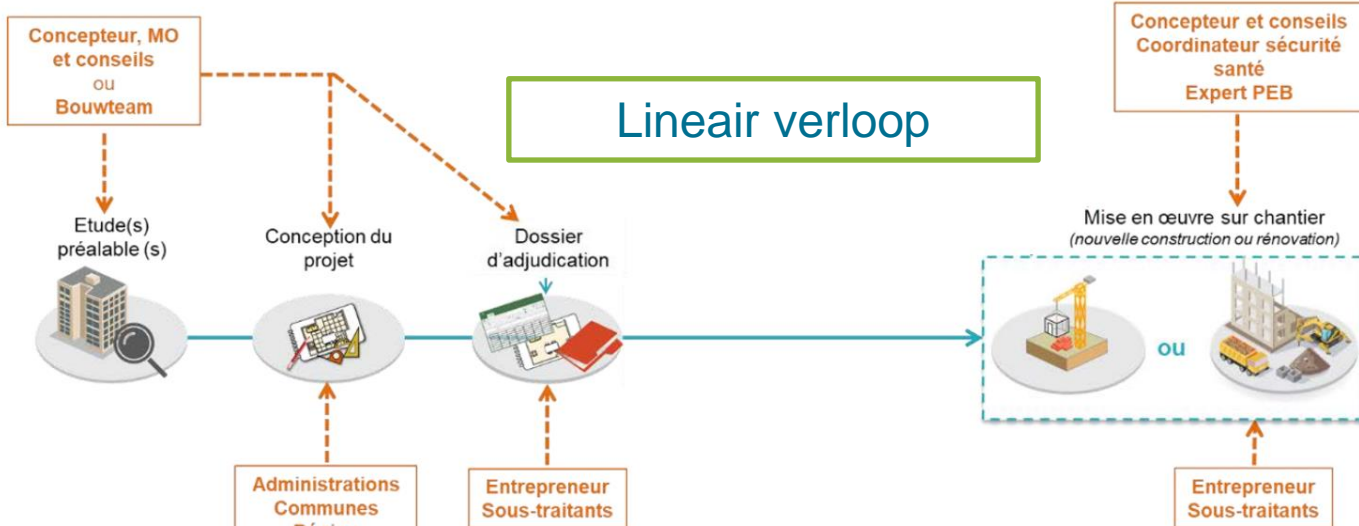 Concepteur, MO
et conseils
ou
Bouwteam
Concepteur et conseils
Coordinateur sécurité
santé
Expert PEB
Lineair verloop
Etude(s)
préalable (s)
Conception du
projet
Dossier
d'adjudication
Mise en œuvre sur chantier
(nouvelle construction ou rénovation)
ou
Administrations
Communes
Entrepreneur
Sous-traitants
Entrepreneur
Sous-traitants